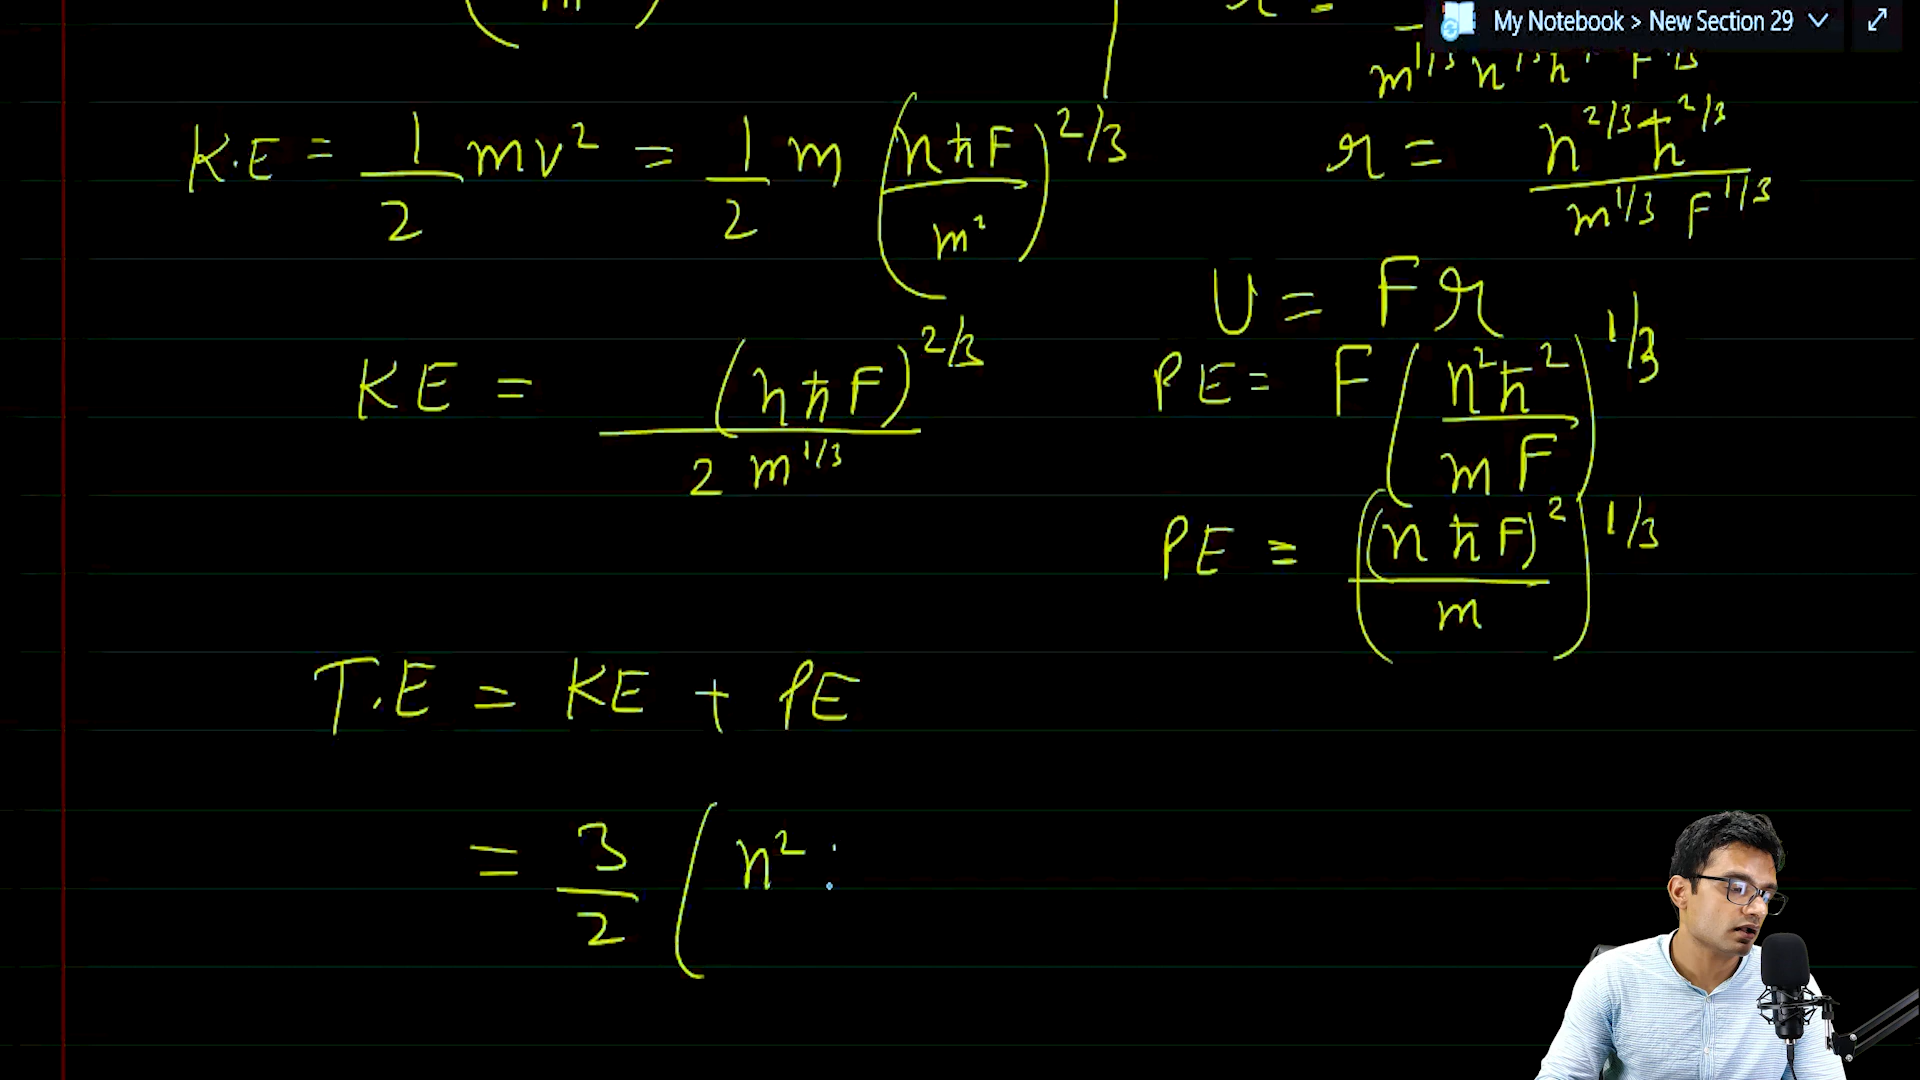 My Notebook > New Section 29
K.E = 1/2 mv² = 1/2 m (nħF/m²)^2/3
r = n^2/3 ħ^2/3 / m^1/3 F^1/3
U = Fr
KE = (nħF)^2/3 / 2 m^1/3
PE = F (n²ħ²/mF)^1/3
PE = ((nħF)²/m)^1/3
T.E = KE + PE
= 3/2 ( n²